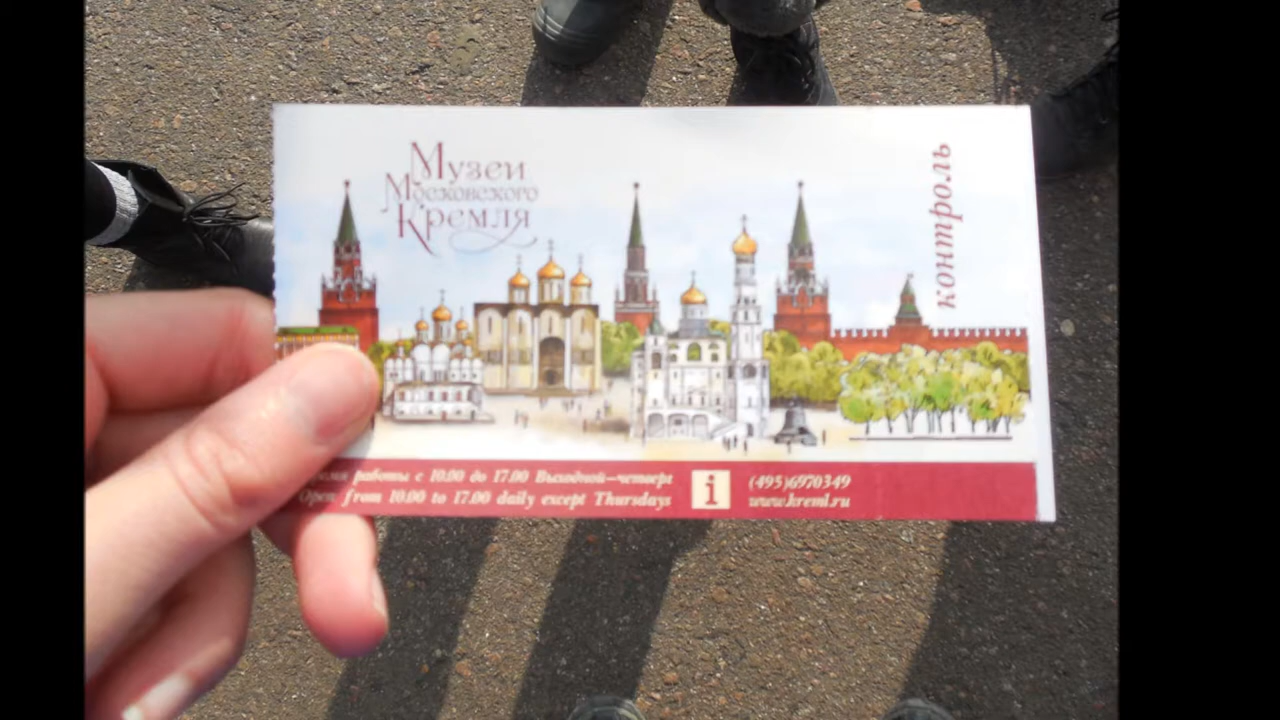 Музеи
Московского
Кремля
контроль
работы с 10.00 до 17.00 Выходной—четверг
Open from 10.00 to 17.00 daily except Thursdays
i
(495)6970349
www.kreml.ru